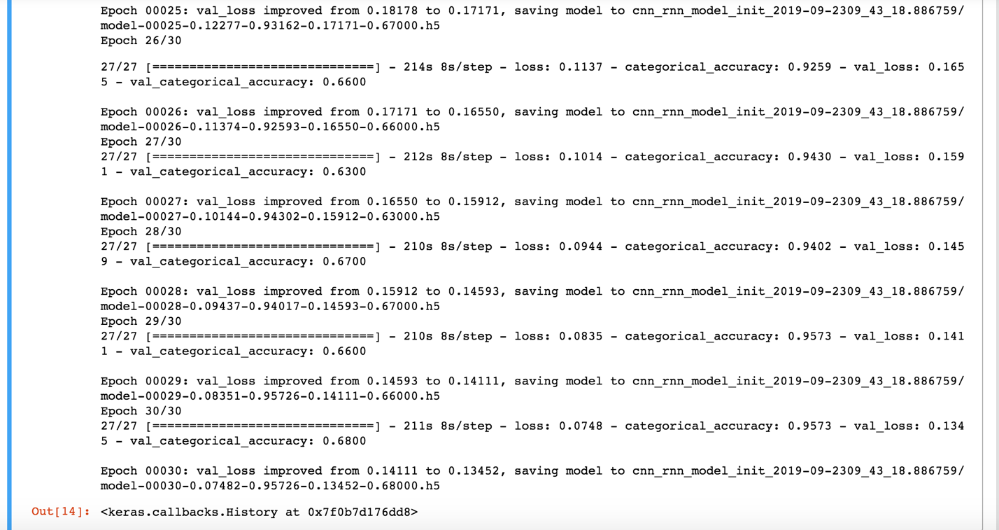 Epoch 00025: val_loss improved from 0.18178 to 0.17171, saving model to cnn_rnn_model_init_2019-09-2309_43_18.886759/
model-00025-0.12277-0.93162-0.17171-0.67000.h5
Epoch 26/30
27/27 [==============================] - 214s 8s/step - loss: 0.1137 - categorical_accuracy: 0.9259 - val_loss: 0.165
5 - val_categorical_accuracy: 0.6600
Epoch 00026: val_loss improved from 0.17171 to 0.16550, saving model to cnn_rnn_model_init_2019-09-2309_43_18.886759/
model-00026-0.11374-0.92593-0.16550-0.66000.h5
Epoch 27/30
27/27 [==============================] - 212s 8s/step - loss: 0.1014 - categorical_accuracy: 0.9430 - val_loss: 0.159
1 - val_categorical_accuracy: 0.6300
Epoch 00027: val_loss improved from 0.16550 to 0.15912, saving model to cnn_rnn_model_init_2019-09-2309_43_18.886759/
model-00027-0.10144-0.94302-0.15912-0.63000.h5
Epoch 28/30
27/27 [==============================] - 210s 8s/step - loss: 0.0944 - categorical_accuracy: 0.9402 - val_loss: 0.145
9 - val_categorical_accuracy: 0.6700
Epoch 00028: val_loss improved from 0.15912 to 0.14593, saving model to cnn_rnn_model_init_2019-09-2309_43_18.886759/
model-00028-0.09437-0.94017-0.14593-0.67000.h5
Epoch 29/30
27/27 [==============================] - 210s 8s/step - loss: 0.0835 - categorical_accuracy: 0.9573 - val_loss: 0.141
1 - val_categorical_accuracy: 0.6600
Epoch 00029: val_loss improved from 0.14593 to 0.14111, saving model to cnn_rnn_model_init_2019-09-2309_43_18.886759/
model-00029-0.08351-0.95726-0.14111-0.66000.h5
Epoch 30/30
27/27 [==============================] - 211s 8s/step - loss: 0.0748 - categorical_accuracy: 0.9573 - val_loss: 0.134
5 - val_categorical_accuracy: 0.6800
Epoch 00030: val_loss improved from 0.14111 to 0.13452, saving model to cnn_rnn_model_init_2019-09-2309_43_18.886759/
model-00030-0.07482-0.95726-0.13452-0.68000.h5
Out[14]: <keras.callbacks.History at 0x7f0b7d176dd8>